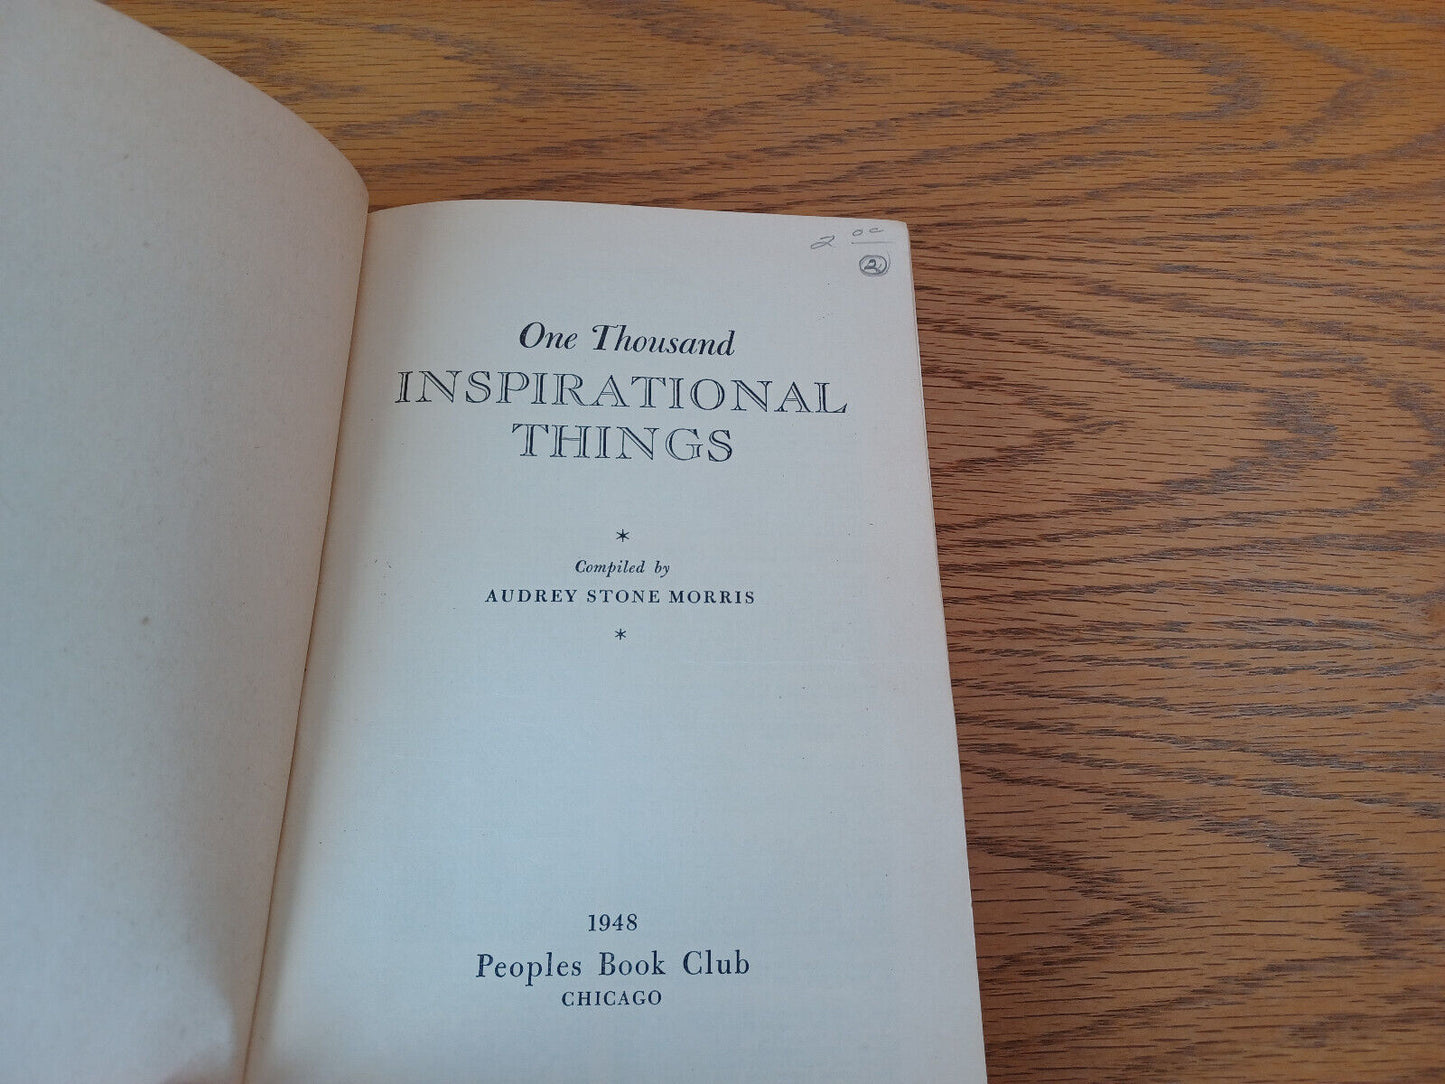 2 00
2
One Thousand
INSPIRATIONAL
THINGS
*
Compiled by
AUDREY STONE MORRIS
*
1948
Peoples Book Club
CHICAGO